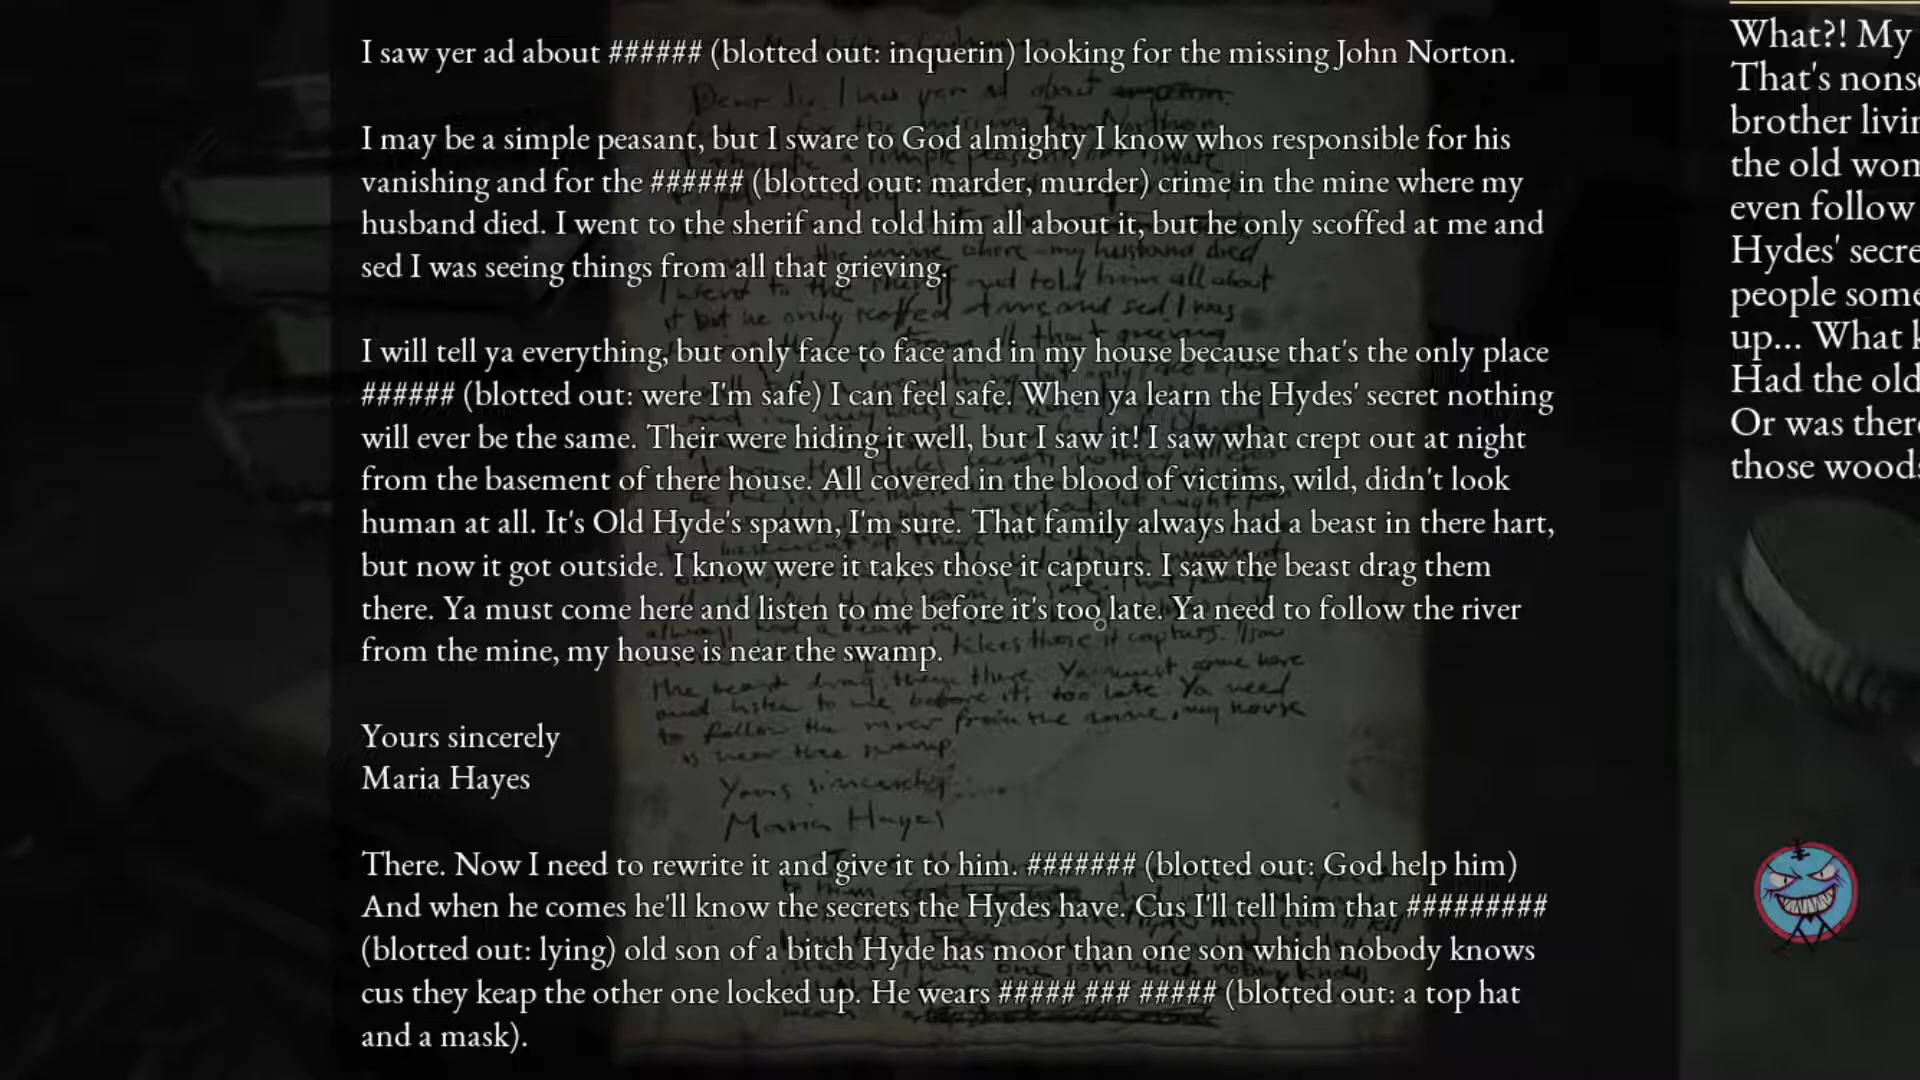 I saw yer ad about ###### (blotted out: inquerin) looking for the missing John Norton.
I may be a simple peasant, but I sware to God almighty I know whos responsible for his
vanishing and for the ###### (blotted out: marder, murder) crime in the mine where my
husband died. I went to the sherif and told him all about it, but he only scoffed at me and
sed I was seeing things from all that grieving.
I will tell ya everything, but only face to face and in my house because that's the only place
###### (blotted out: were I'm safe) I can feel safe. When ya learn the Hydes' secret nothing
will ever be the same. Their were hiding it well, but I saw it! I saw what crept out at night
from the basement of there house. All covered in the blood of victims, wild, didn't look
human at all. It's Old Hyde's spawn, I'm sure. That family always had a beast in there hart,
but now it got outside. I know were it takes those it capturs. I saw the beast drag them
there. Ya must come here and listen to me before it's too late. Ya need to follow the river
from the mine, my house is near the swamp.
Yours sincerely
Maria Hayes
There. Now I need to rewrite it and give it to him. ####### (blotted out: God help him)
And when he comes he'll know the secrets the Hydes have. Cus I'll tell him that #########
(blotted out: lying) old son of a bitch Hyde has moor than one son which nobody knows
cus they keap the other one locked up. He wears ##### ### ##### (blotted out: a top hat
and a mask).
What?! My
That's nons
brother livin
the old wom
even follow
Hydes' secre
people some
up... What k
Had the old
Or was there
those woods